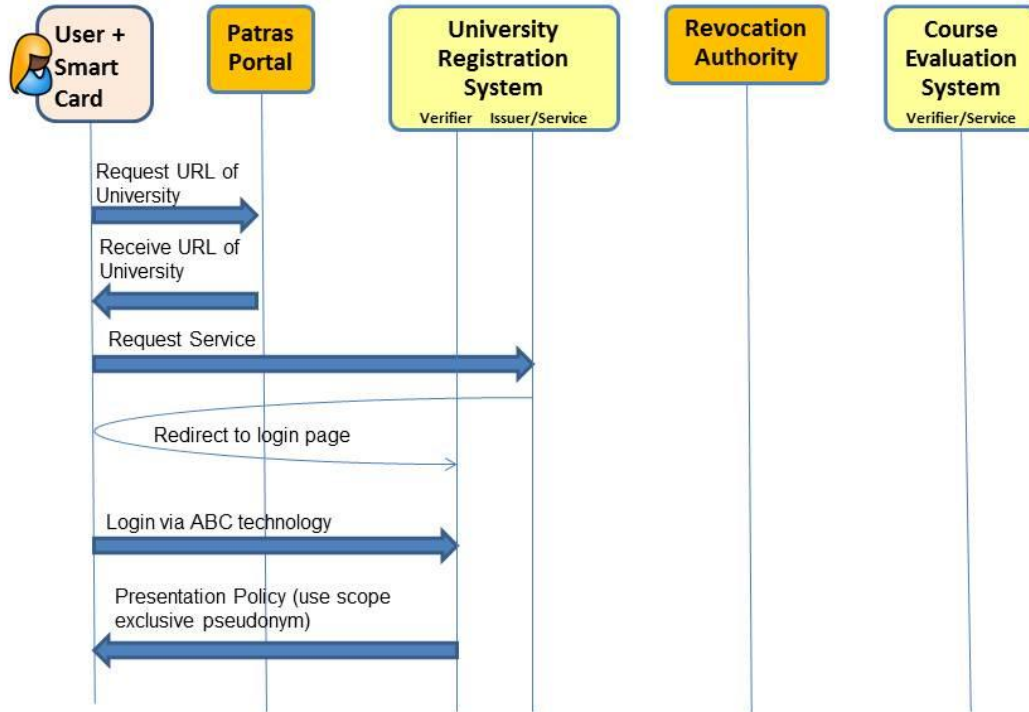 User +
Smart
Card
Patras
Portal
University
Registration
System
Verifier Issuer/Service
Revocation
Authority
Course
Evaluation
System
Verifier/Service
Request URL of
University
Receive URL of
University
Request Service
Redirect to login page
Login via ABC technology
Presentation Policy (use scope
exclusive pseudonym)